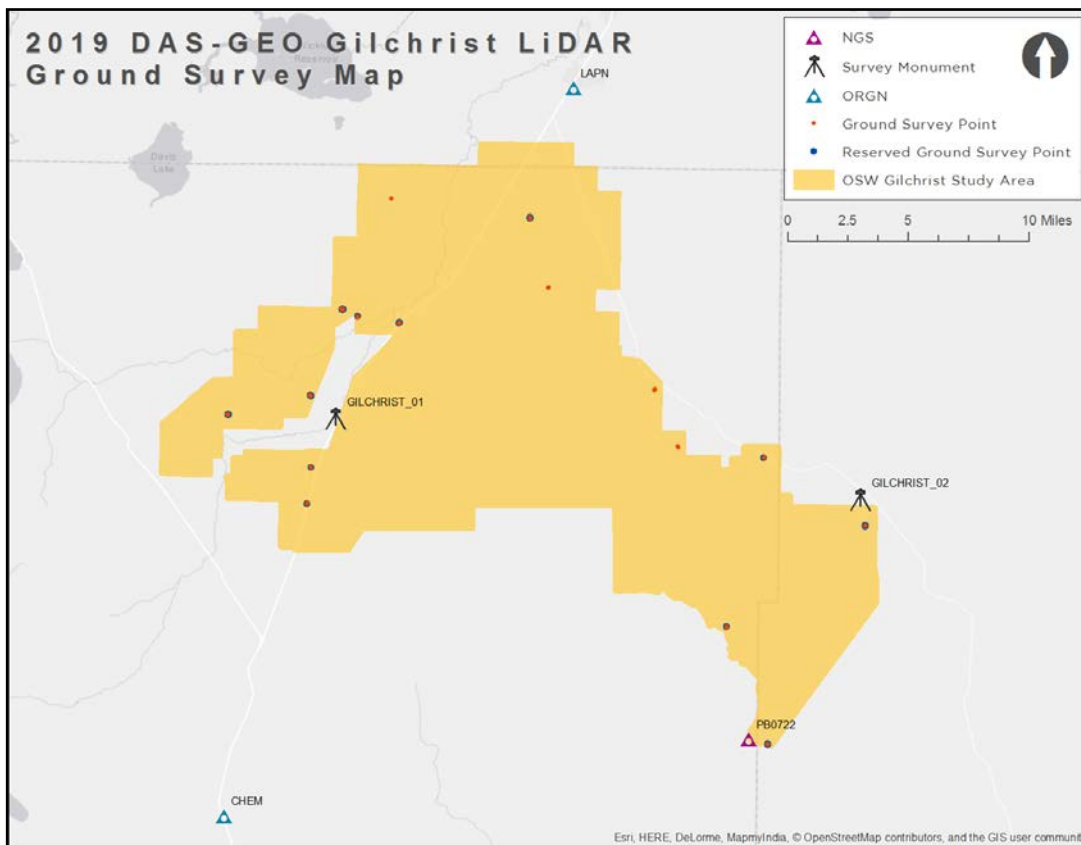 2019 DAS-GEO Gilchrist LiDAR
Ground Survey Map
NGS
Survey Monument
ORGN
Ground Survey Point
Reserved Ground Survey Point
OSW Gilchrist Study Area
0 2.5 5 10 Miles
LAPN
Davis
Lake
GILCHRIST_01
GILCHRIST_02
PB0722
CHEM
Esri, HERE, DeLorme, MapmyIndia, © OpenStreetMap contributors, and the GIS user communit